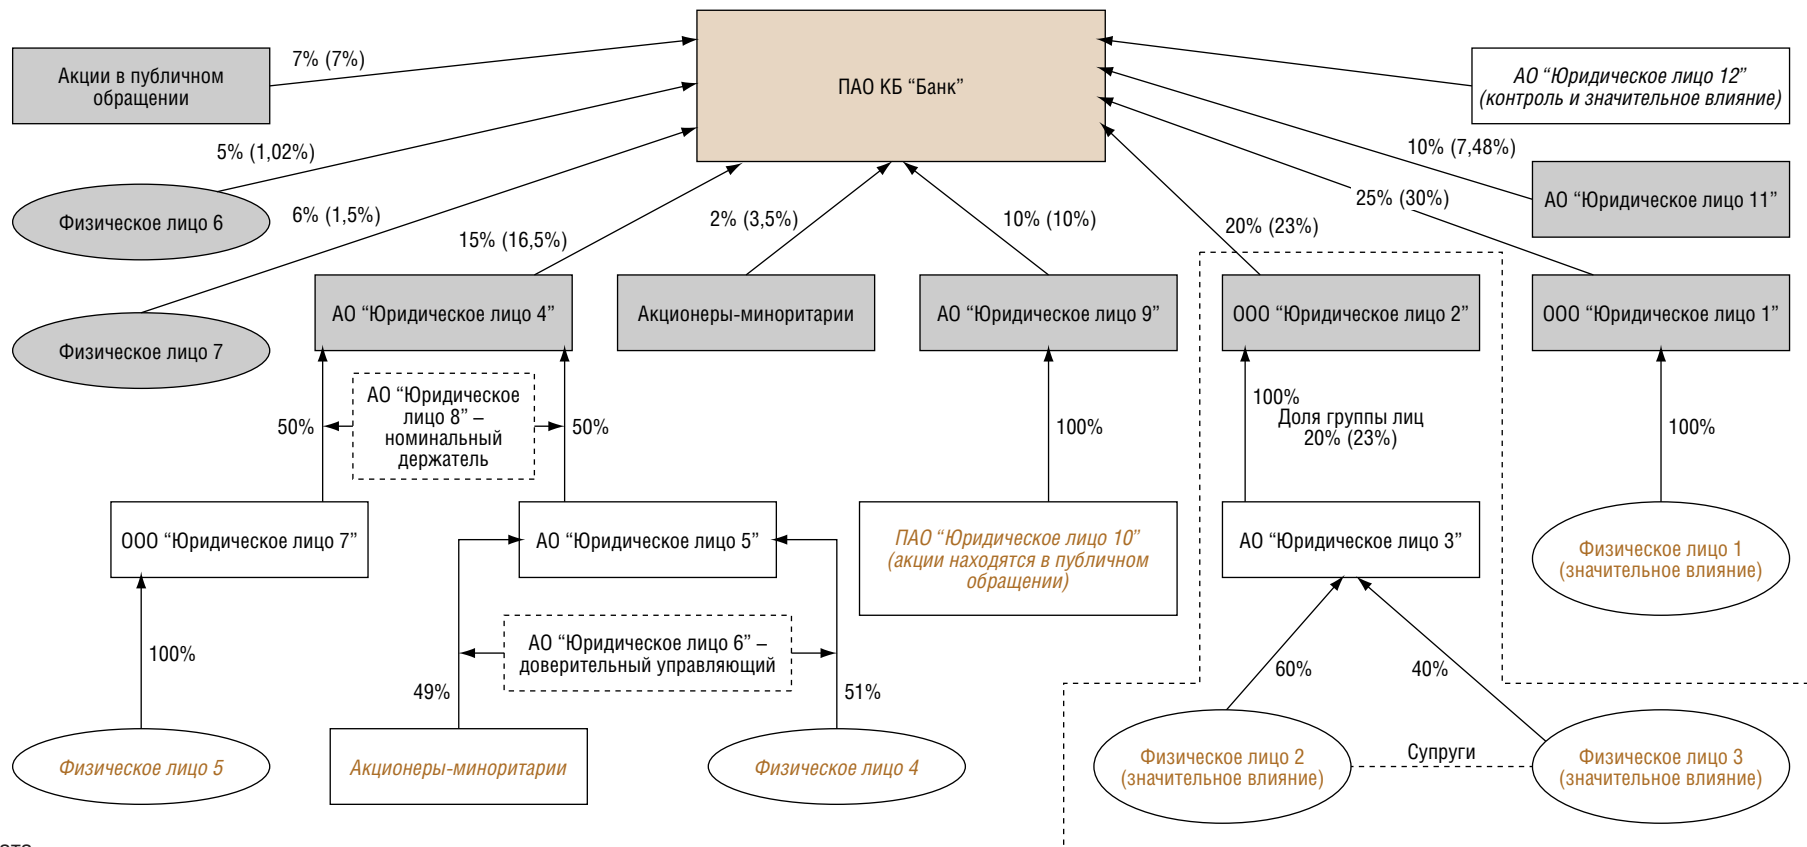 Акции в публичном
обращении
7% (7%)
ПАО КБ “Банк”
АО “Юридическое лицо 12”
(контроль и значительное влияние)
5% (1,02%)
10% (7,48%)
Физическое лицо 6
6% (1,5%)
15% (16,5%)
2% (3,5%)
10% (10%)
20% (23%)
25% (30%)
АО “Юридическое лицо 11”
Физическое лицо 7
АО “Юридическое лицо 4”
Акционеры-миноритарии
АО “Юридическое лицо 9”
ООО “Юридическое лицо 2”
ООО “Юридическое лицо 1”
50%
АО “Юридическое
лицо 8” –
номинальный
держатель
50%
100%
100%
Доля группы лиц
20% (23%)
100%
ООО “Юридическое лицо 7”
АО “Юридическое лицо 5”
ПАО “Юридическое лицо 10”
(акции находятся в публичном
обращении)
АО “Юридическое лицо 3”
Физическое лицо 1
(значительное влияние)
100%
49%
АО “Юридическое лицо 6” –
доверительный управляющий
51%
60%
40%
Физическое лицо 5
Акционеры-миноритарии
Физическое лицо 4
Физическое лицо 2
(значительное влияние)
Супруги
Физическое лицо 3
(значительное влияние)